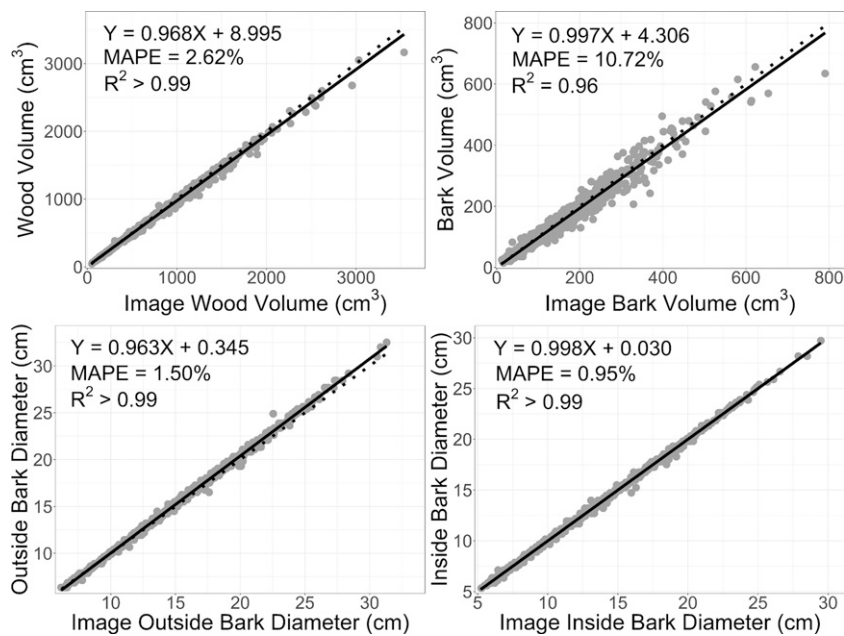 Y = 0.968X + 8.995
MAPE = 2.62%
R² > 0.99
3000
2000
1000
0
Wood Volume (cm³)
0 1000 2000 3000
Image Wood Volume (cm³)
Y = 0.997X + 4.306
MAPE = 10.72%
R² = 0.96
800
600
400
200
0
Bark Volume (cm³)
0 200 400 600 800
Image Bark Volume (cm³)
Y = 0.963X + 0.345
MAPE = 1.50%
R² > 0.99
30
25
20
15
10
Outside Bark Diameter (cm)
10 15 20 25 30
Image Outside Bark Diameter (cm)
Y = 0.998X + 0.030
MAPE = 0.95%
R² > 0.99
30
25
20
15
10
5
Inside Bark Diameter (cm)
5 10 15 20 25 30
Image Inside Bark Diameter (cm)